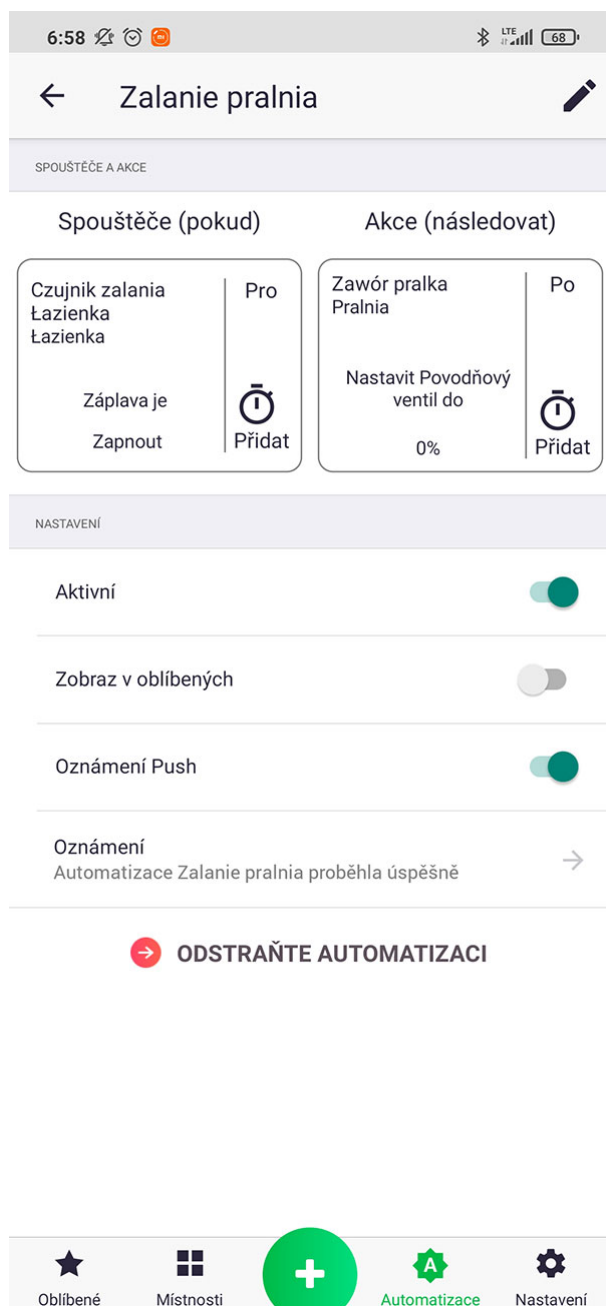 6:58
LTE
68
Zalanie pralnia
SPOUŠTĚČE A AKCE
Spouštěče (pokud)
Akce (následovat)
Czujnik zalania
Łazienka
Łazienka
Záplava je
Zapnout
Pro
Přidat
Zawór pralka
Pralnia
Nastavit Povodňový
ventil do
0%
Po
Přidat
NASTAVENÍ
Aktivní
Zobraz v oblíbených
Oznámení Push
Oznámení
Automatizace Zalanie pralnia proběhla úspěšně
ODSTRAŇTE AUTOMATIZACI
Oblíbené
Místnosti
A
Automatizace
Nastavení